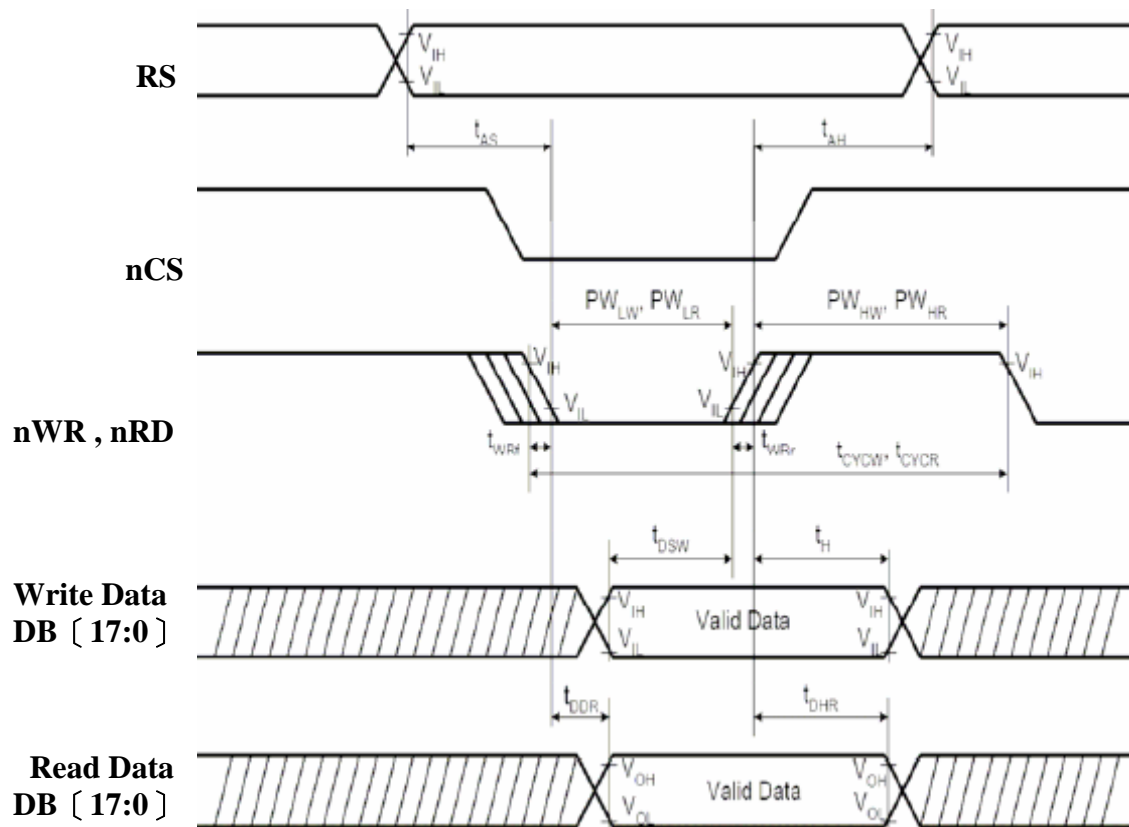 RS
V_IH
V_IL
V_IH
V_IL
t_AS
t_AH
nCS
PW_LW, PW_LR
PW_HW, PW_HR
nWR , nRD
V_IH
V_IL
V_IH
V_IL
V_IH
t_WRf
t_WRr
t_CYCW, t_CYCR
t_DSW
t_H
Write Data
DB〔17:0〕
V_IH
V_IL
Valid Data
V_IH
V_IL
t_DDR
t_DHR
Read Data
DB〔17:0〕
V_OH
V_OL
Valid Data
V_OH
V_OL